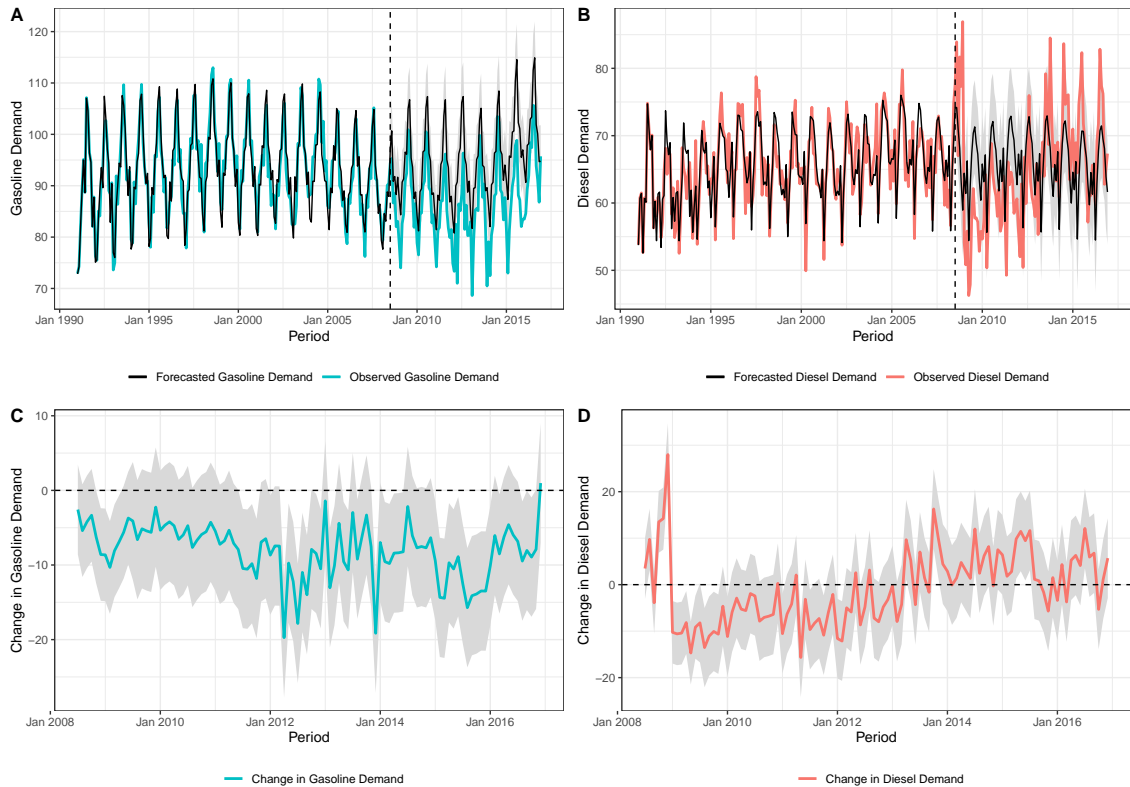 A
Gasoline Demand
120
110
100
90
80
70
Jan 1990
Jan 1995
Jan 2000
Jan 2005
Jan 2010
Jan 2015
Period
Forecasted Gasoline Demand
Observed Gasoline Demand
B
Diesel Demand
80
70
60
50
Jan 1990
Jan 1995
Jan 2000
Jan 2005
Jan 2010
Jan 2015
Period
Forecasted Diesel Demand
Observed Diesel Demand
C
Change in Gasoline Demand
10
0
−10
−20
Jan 2008
Jan 2010
Jan 2012
Jan 2014
Jan 2016
Period
Change in Gasoline Demand
D
Change in Diesel Demand
20
0
−20
Jan 2008
Jan 2010
Jan 2012
Jan 2014
Jan 2016
Period
Change in Diesel Demand